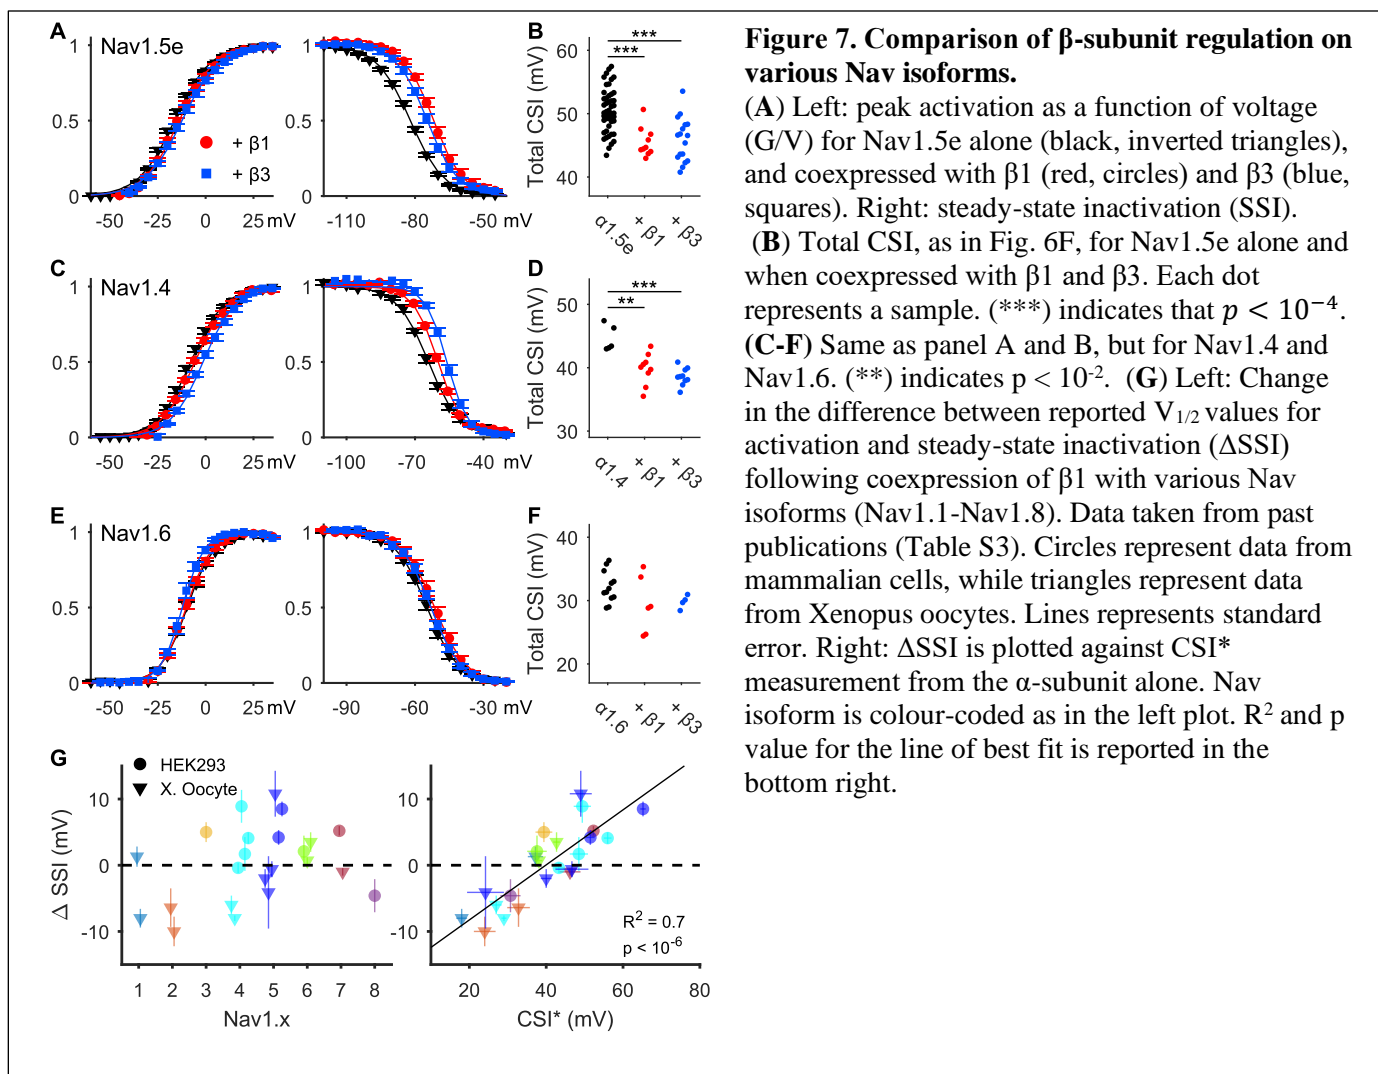 A
Nav1.5e
1
0.5
0
+ β1
+ β3
-50
-25
0
25 mV
1
0.5
0
-110
-80
-50 mV
B
***
***
Total CSI (mV)
60
50
40
α1.5e
+ β1
+ β3
C
Nav1.4
1
0.5
0
-50
-25
0
25 mV
1
0.5
0
-100
-70
-40 mV
D
***
**
Total CSI (mV)
50
40
30
α1.4
+ β1
+ β3
E
Nav1.6
1
0.5
0
-50
-25
0
25 mV
1
0.5
0
-90
-60
-30 mV
F
Total CSI (mV)
40
30
20
α1.6
+ β1
+ β3
G
HEK293
X. Oocyte
Δ SSI (mV)
10
0
-10
1 2 3 4 5 6 7 8
Nav1.x
10
0
-10
R² = 0.7
p < 10⁻⁶
20 40 60 80
CSI* (mV)
Figure 7. Comparison of β-subunit regulation on
various Nav isoforms.
(A) Left: peak activation as a function of voltage
(G/V) for Nav1.5e alone (black, inverted triangles),
and coexpressed with β1 (red, circles) and β3 (blue,
squares). Right: steady-state inactivation (SSI).
(B) Total CSI, as in Fig. 6F, for Nav1.5e alone and
when coexpressed with β1 and β3. Each dot
represents a sample. (***) indicates that p < 10⁻⁴.
(C-F) Same as panel A and B, but for Nav1.4 and
Nav1.6. (**) indicates p < 10⁻². (G) Left: Change
in the difference between reported V₁/₂ values for
activation and steady-state inactivation (ΔSSI)
following coexpression of β1 with various Nav
isoforms (Nav1.1-Nav1.8). Data taken from past
publications (Table S3). Circles represent data from
mammalian cells, while triangles represent data
from Xenopus oocytes. Lines represents standard
error. Right: ΔSSI is plotted against CSI*
measurement from the α-subunit alone. Nav
isoform is colour-coded as in the left plot. R² and p
value for the line of best fit is reported in the
bottom right.